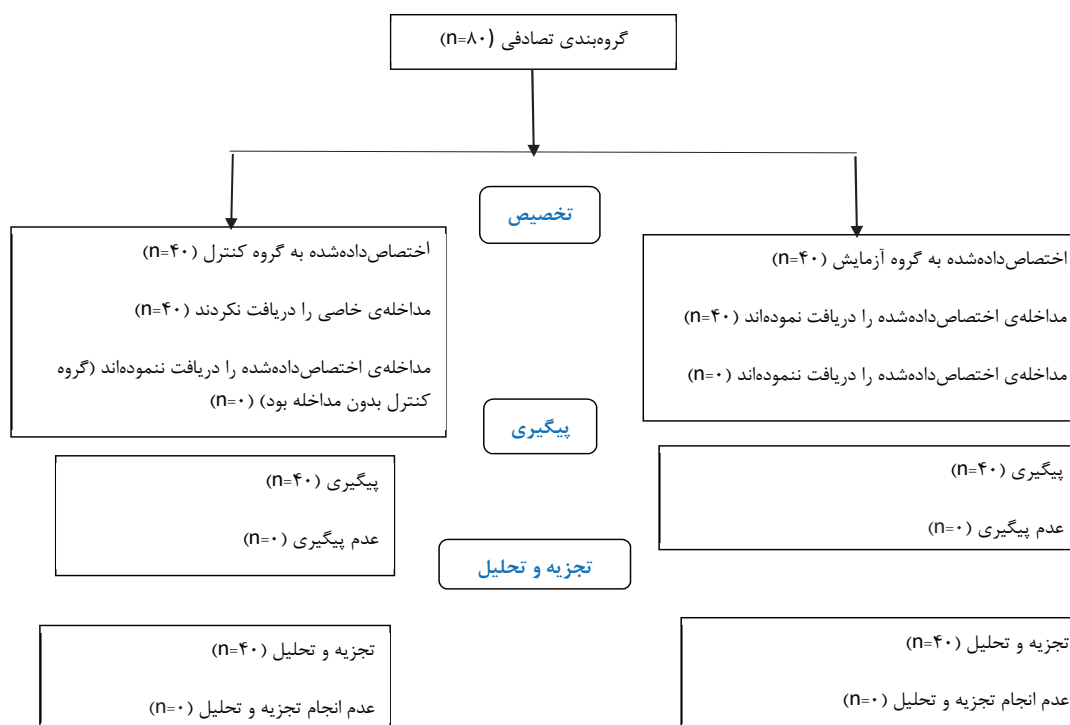 گروه‌بندی تصادفی (n=۸۰)
تخصیص
اختصاص‌داده‌شده به گروه آزمایش (n=۴۰)
مداخله‌ی اختصاص‌داده‌شده را دریافت نموده‌اند (n=۴۰)
مداخله‌ی اختصاص‌داده‌شده را دریافت ننموده‌اند (n=۰)
اختصاص‌داده‌شده به گروه کنترل (n=۴۰)
مداخله‌ی خاصی را دریافت نکردند (n=۴۰)
مداخله‌ی اختصاص‌داده‌شده را دریافت ننموده‌اند (گروه
کنترل بدون مداخله بود) (n=۰)
پیگیری
پیگیری (n=۴۰)
عدم پیگیری (n=۰)
پیگیری (n=۴۰)
عدم پیگیری (n=۰)
تجزیه و تحلیل
تجزیه و تحلیل (n=۴۰)
عدم انجام تجزیه و تحلیل (n=۰)
تجزیه و تحلیل (n=۴۰)
عدم انجام تجزیه و تحلیل (n=۰)